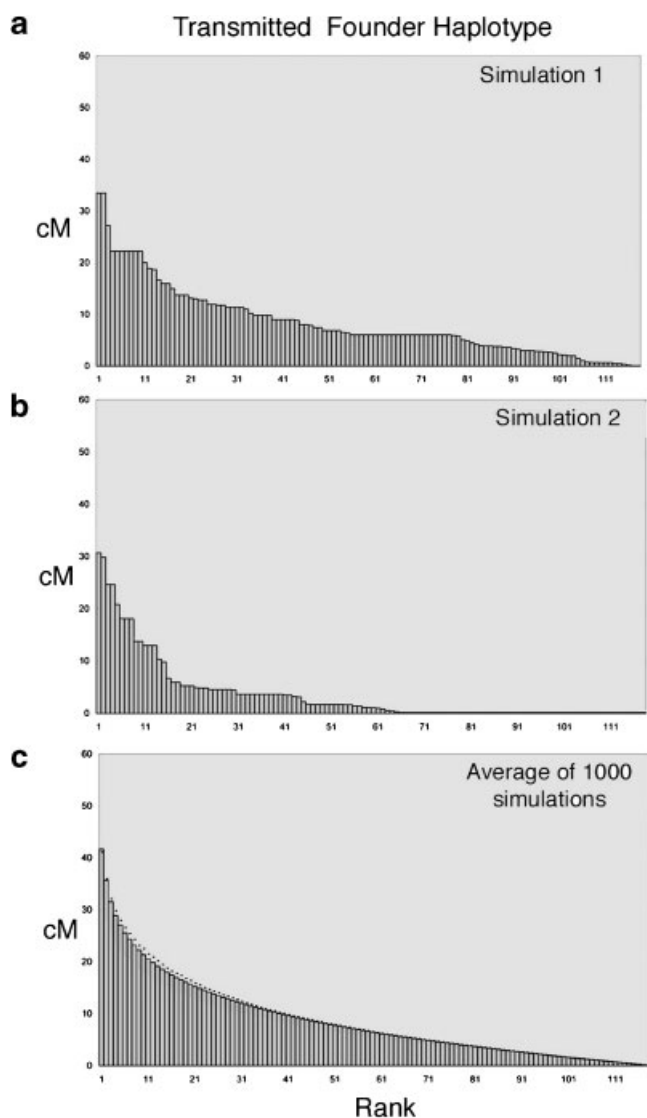 a Transmitted Founder Haplotype
Simulation 1
60
50
40
cM
30
20
10
0
1 11 21 31 41 51 61 71 81 91 101 111
b
Simulation 2
60
50
40
cM
30
20
10
0
1 11 21 31 41 51 61 71 81 91 101 111
c
Average of 1000
simulations
60
50
40
cM
30
20
10
0
1 11 21 31 41 51 61 71 81 91 101 111
Rank